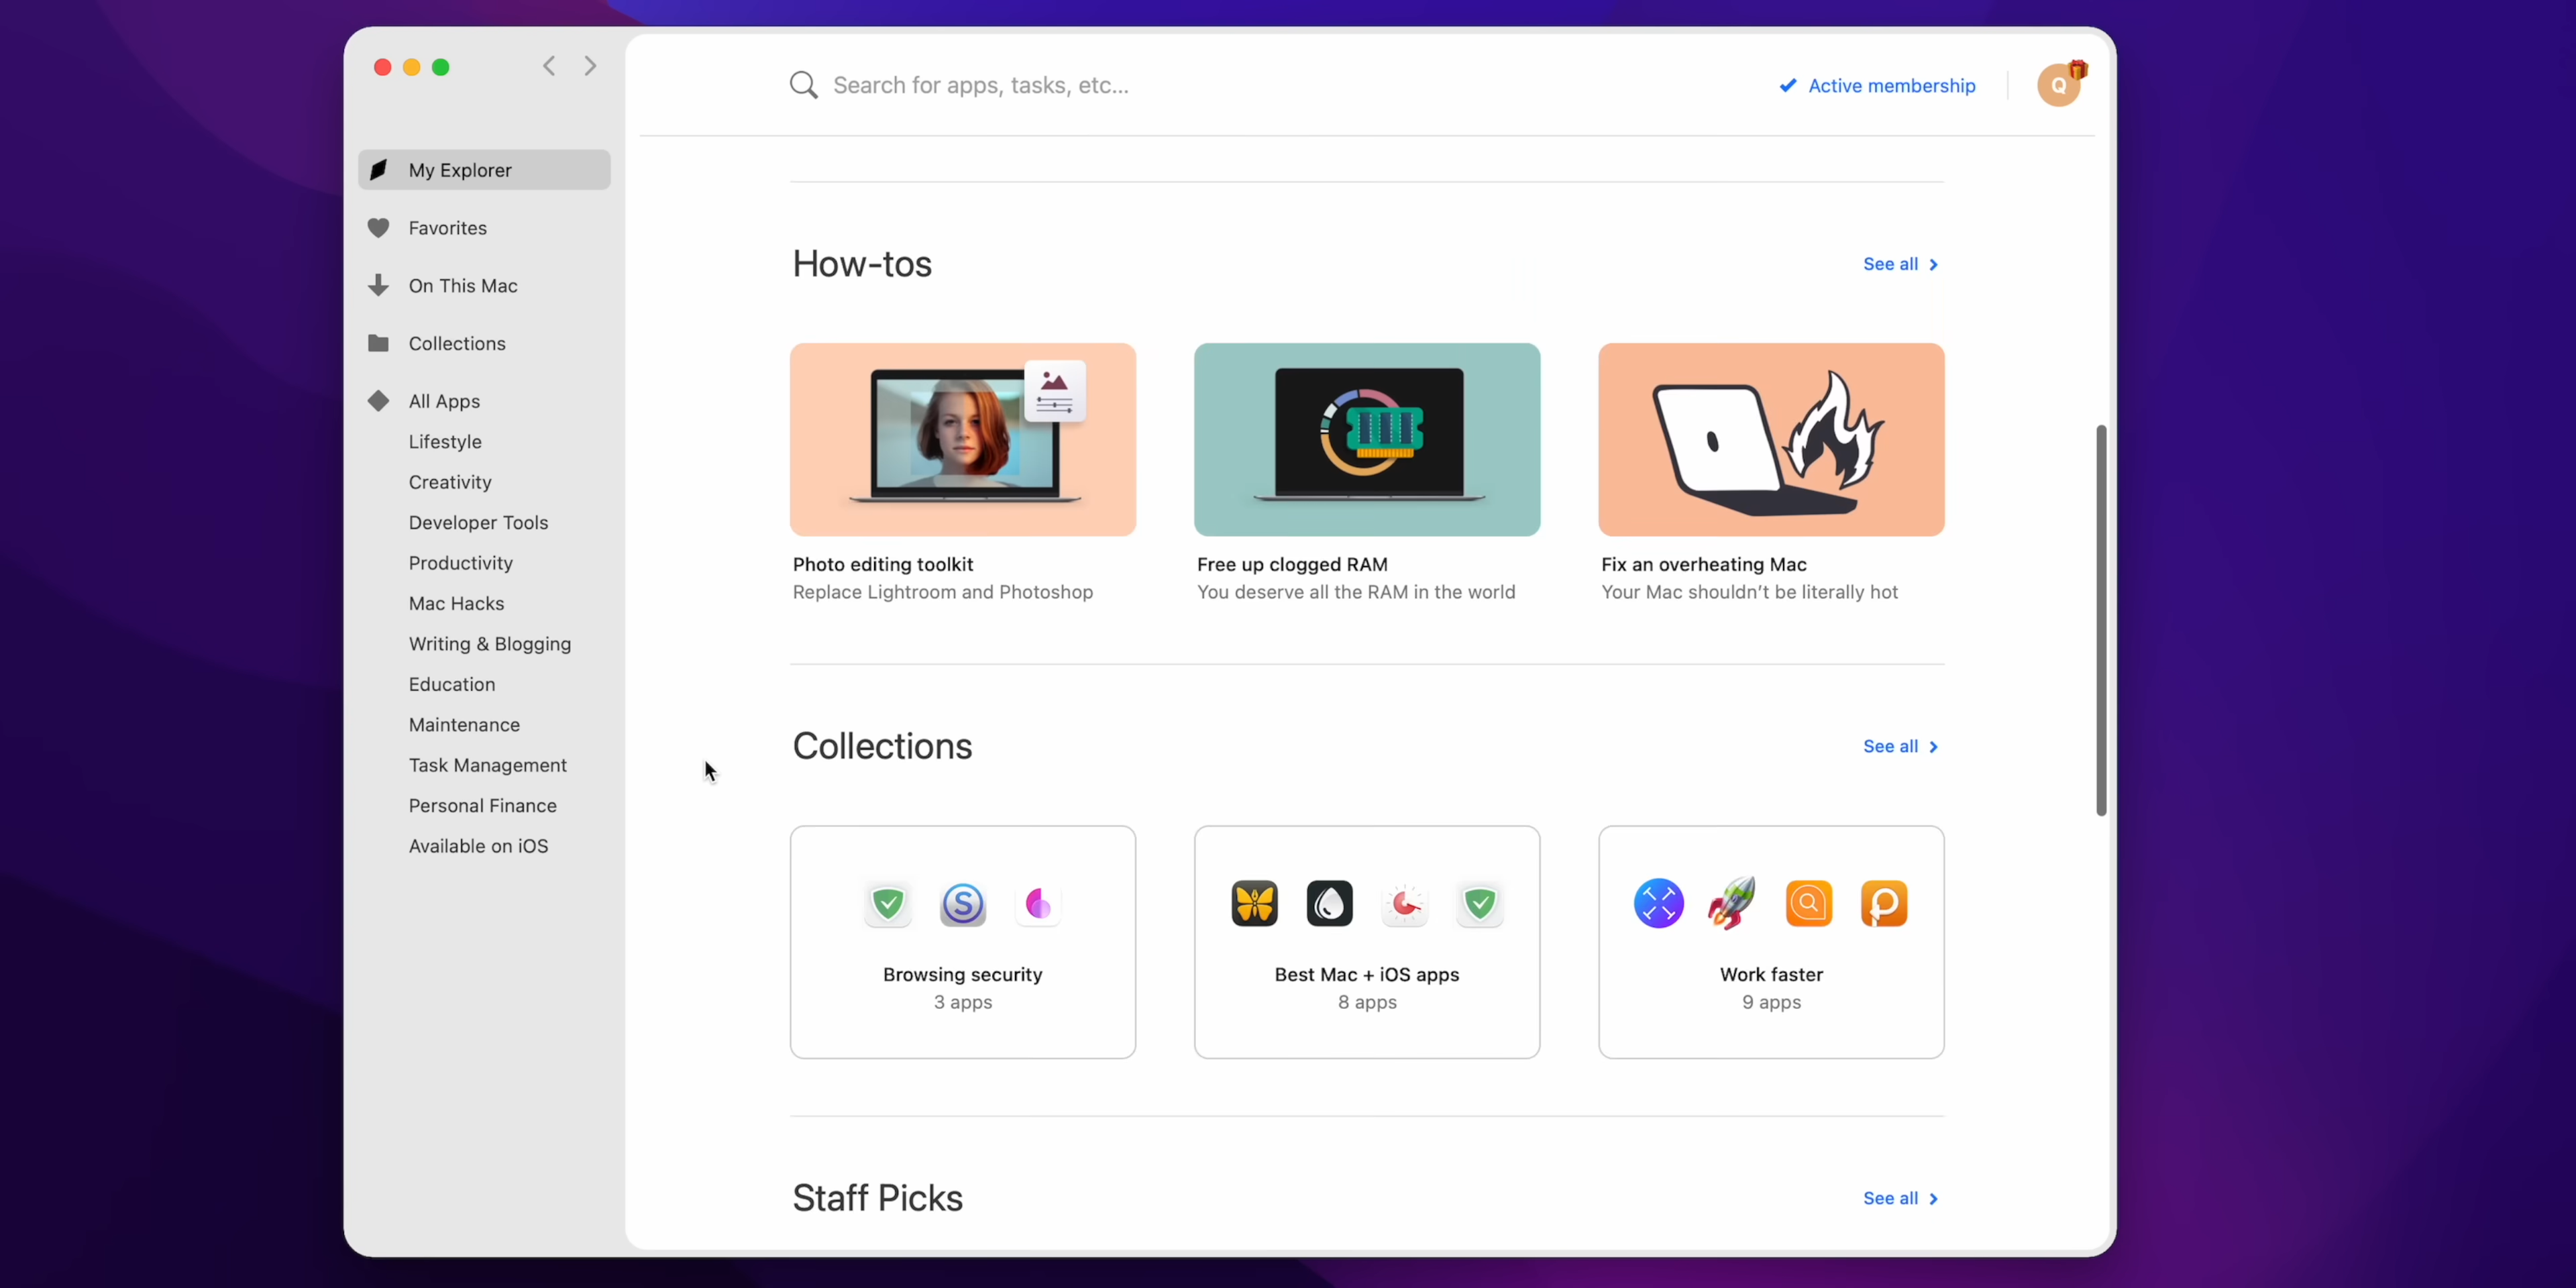 Search for apps, tasks, etc...
Active membership
Q
My Explorer
Favorites
On This Mac
Collections
All Apps
Lifestyle
Creativity
Developer Tools
Productivity
Mac Hacks
Writing & Blogging
Education
Maintenance
Task Management
Personal Finance
Available on iOS
How-tos
See all
Photo editing toolkit
Replace Lightroom and Photoshop
Free up clogged RAM
You deserve all the RAM in the world
Fix an overheating Mac
Your Mac shouldn’t be literally hot
Collections
See all
S
Browsing security
3 apps
Best Mac + iOS apps
8 apps
P
Work faster
9 apps
Staff Picks
See all